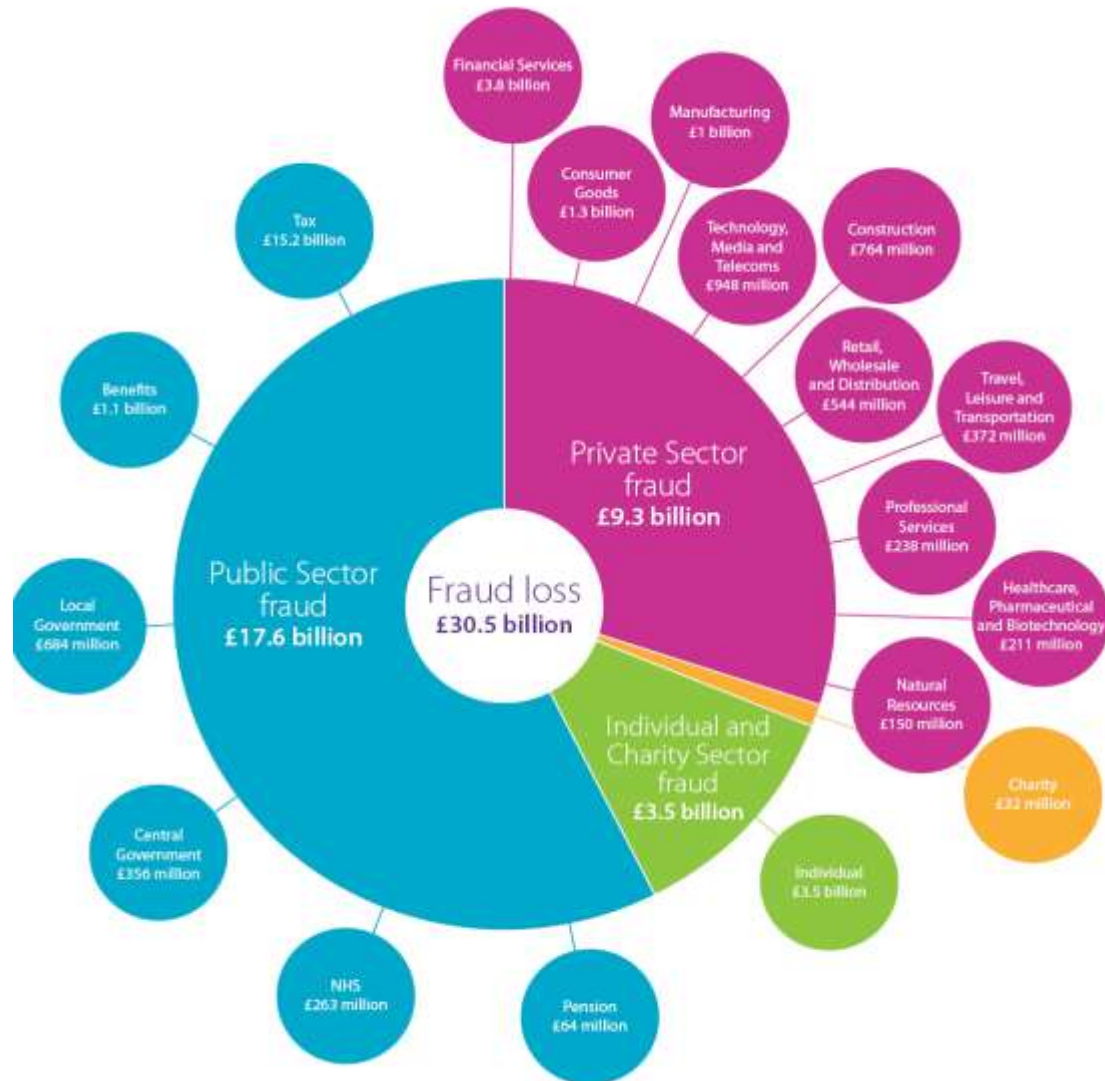 Fraud loss
£30.5 billion
Private Sector
fraud
£9.3 billion
Financial Services
£3.8 billion
Consumer
Goods
£1.3 billion
Manufacturing
£1 billion
Technology,
Media and
Telecoms
£948 million
Construction
£764 million
Retail,
Wholesale
and Distribution
£544 million
Travel,
Leisure and
Transportation
£372 million
Professional
Services
£238 million
Healthcare,
Pharmaceutical
and Biotechnology
£211 million
Natural
Resources
£150 million
Individual and
Charity Sector
fraud
£3.5 billion
Charity
£32 million
Individual
£3.5 billion
Public Sector
fraud
£17.6 billion
Pension
£64 million
NHS
£263 million
Central
Government
£356 million
Local
Government
£684 million
Benefits
£1.1 billion
Tax
£15.2 billion